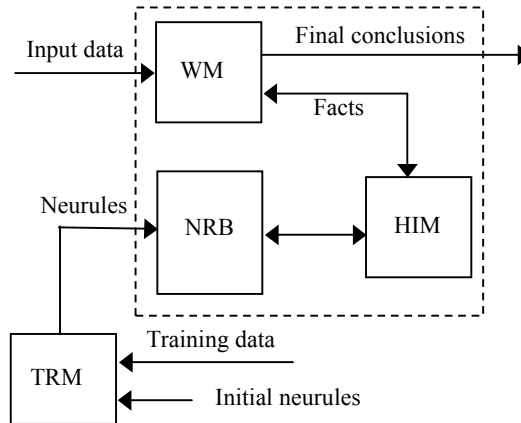 Input data
Final conclusions
WM
Facts
Neurules
NRB
HIM
Training data
TRM
Initial neurules